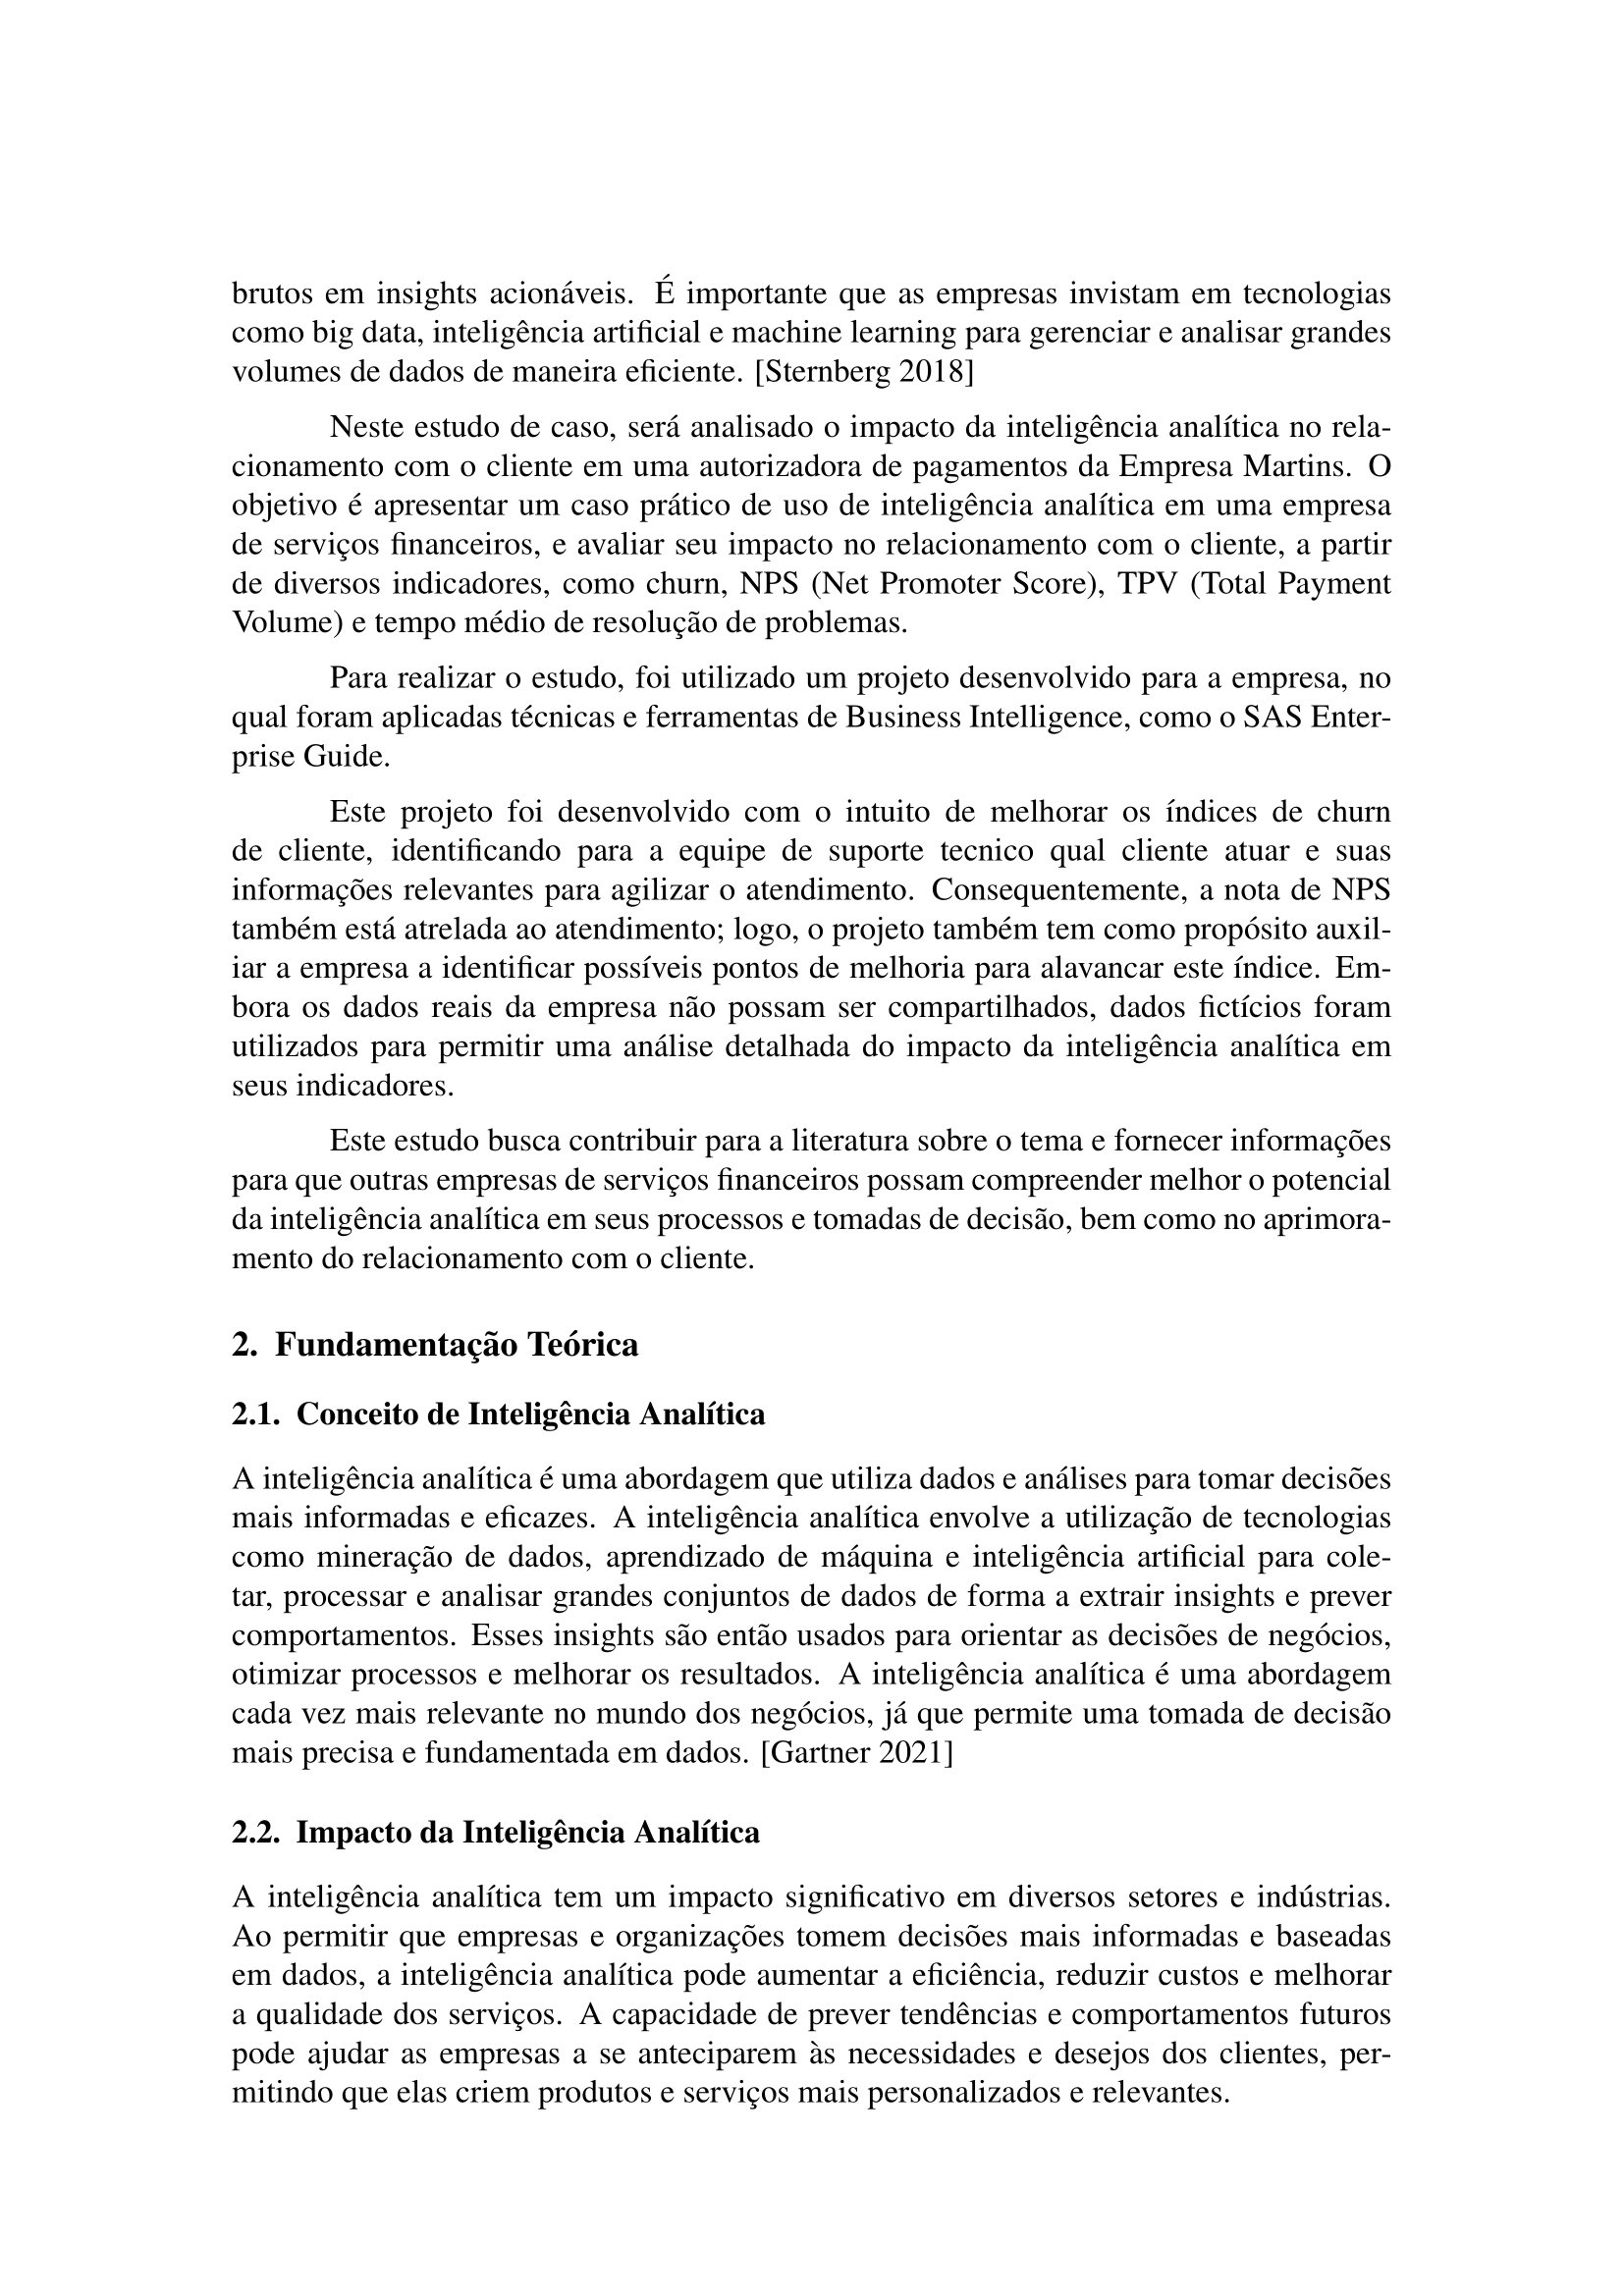 brutos em insights acionáveis. É importante que as empresas invistam em tecnologias
como big data, inteligência artificial e machine learning para gerenciar e analisar grandes
volumes de dados de maneira eficiente. [Sternberg 2018]
Neste estudo de caso, será analisado o impacto da inteligência analítica no rela-
cionamento com o cliente em uma autorizadora de pagamentos da Empresa Martins. O
objetivo é apresentar um caso prático de uso de inteligência analítica em uma empresa
de serviços financeiros, e avaliar seu impacto no relacionamento com o cliente, a partir
de diversos indicadores, como churn, NPS (Net Promoter Score), TPV (Total Payment
Volume) e tempo médio de resolução de problemas.
Para realizar o estudo, foi utilizado um projeto desenvolvido para a empresa, no
qual foram aplicadas técnicas e ferramentas de Business Intelligence, como o SAS Enter-
prise Guide.
Este projeto foi desenvolvido com o intuito de melhorar os índices de churn
de cliente, identificando para a equipe de suporte tecnico qual cliente atuar e suas
informações relevantes para agilizar o atendimento. Consequentemente, a nota de NPS
também está atrelada ao atendimento; logo, o projeto também tem como propósito auxil-
iar a empresa a identificar possíveis pontos de melhoria para alavancar este índice. Em-
bora os dados reais da empresa não possam ser compartilhados, dados fictícios foram
utilizados para permitir uma análise detalhada do impacto da inteligência analítica em
seus indicadores.
Este estudo busca contribuir para a literatura sobre o tema e fornecer informações
para que outras empresas de serviços financeiros possam compreender melhor o potencial
da inteligência analítica em seus processos e tomadas de decisão, bem como no aprimora-
mento do relacionamento com o cliente.
2. Fundamentação Teórica
2.1. Conceito de Inteligência Analítica
A inteligência analítica é uma abordagem que utiliza dados e análises para tomar decisões
mais informadas e eficazes. A inteligência analítica envolve a utilização de tecnologias
como mineração de dados, aprendizado de máquina e inteligência artificial para cole-
tar, processar e analisar grandes conjuntos de dados de forma a extrair insights e prever
comportamentos. Esses insights são então usados para orientar as decisões de negócios,
otimizar processos e melhorar os resultados. A inteligência analítica é uma abordagem
cada vez mais relevante no mundo dos negócios, já que permite uma tomada de decisão
mais precisa e fundamentada em dados. [Gartner 2021]
2.2. Impacto da Inteligência Analítica
A inteligência analítica tem um impacto significativo em diversos setores e indústrias.
Ao permitir que empresas e organizações tomem decisões mais informadas e baseadas
em dados, a inteligência analítica pode aumentar a eficiência, reduzir custos e melhorar
a qualidade dos serviços. A capacidade de prever tendências e comportamentos futuros
pode ajudar as empresas a se anteciparem às necessidades e desejos dos clientes, per-
mitindo que elas criem produtos e serviços mais personalizados e relevantes.